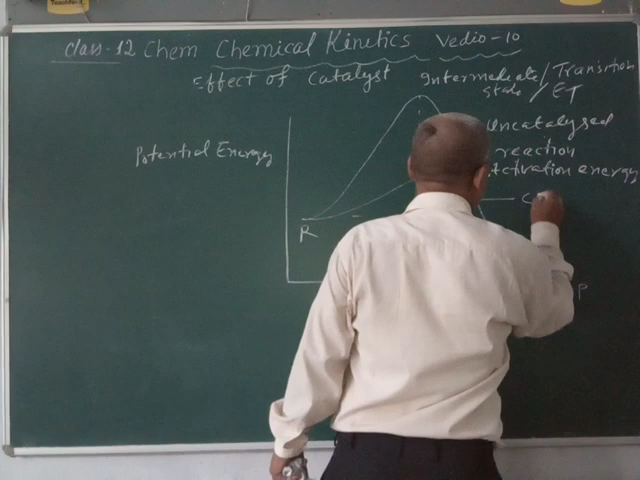 class-12 Chem Chemical Kinetics Vedio-10
Effect of Catalyst
Intermediate/Transition
state / ET
Uncatalysed
reaction
Activation energy
Potential Energy
C
R
P